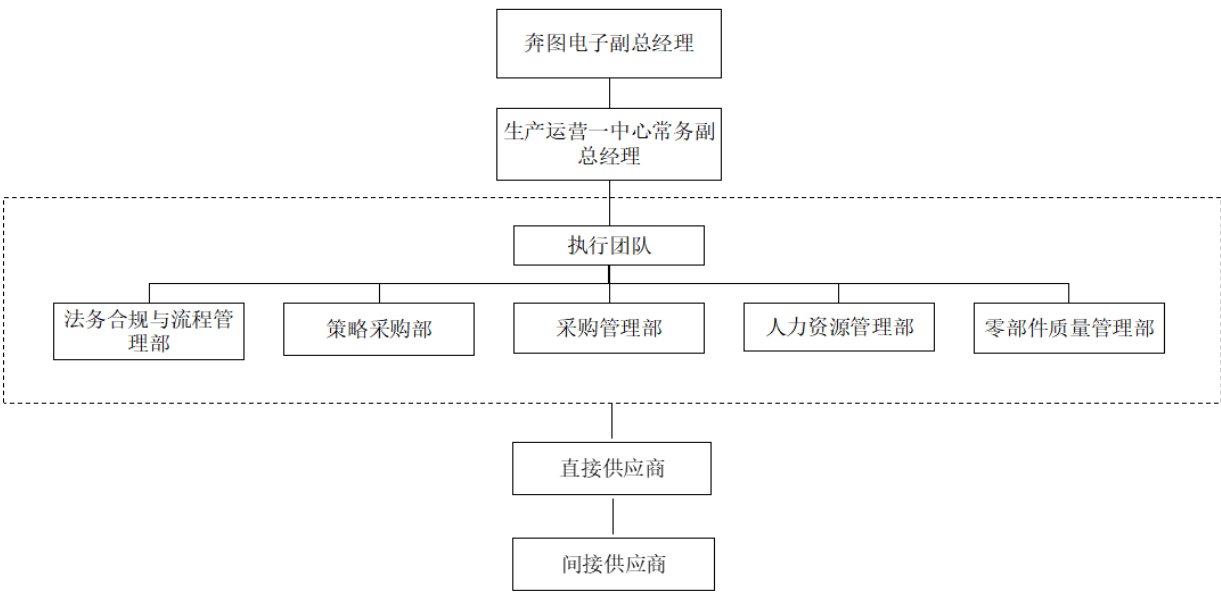 奔图电子副总经理
生产运营一中心常务副
总经理
执行团队
法务合规与流程管
理部
策略采购部
采购管理部
人力资源管理部
零部件质量管理部
直接供应商
间接供应商